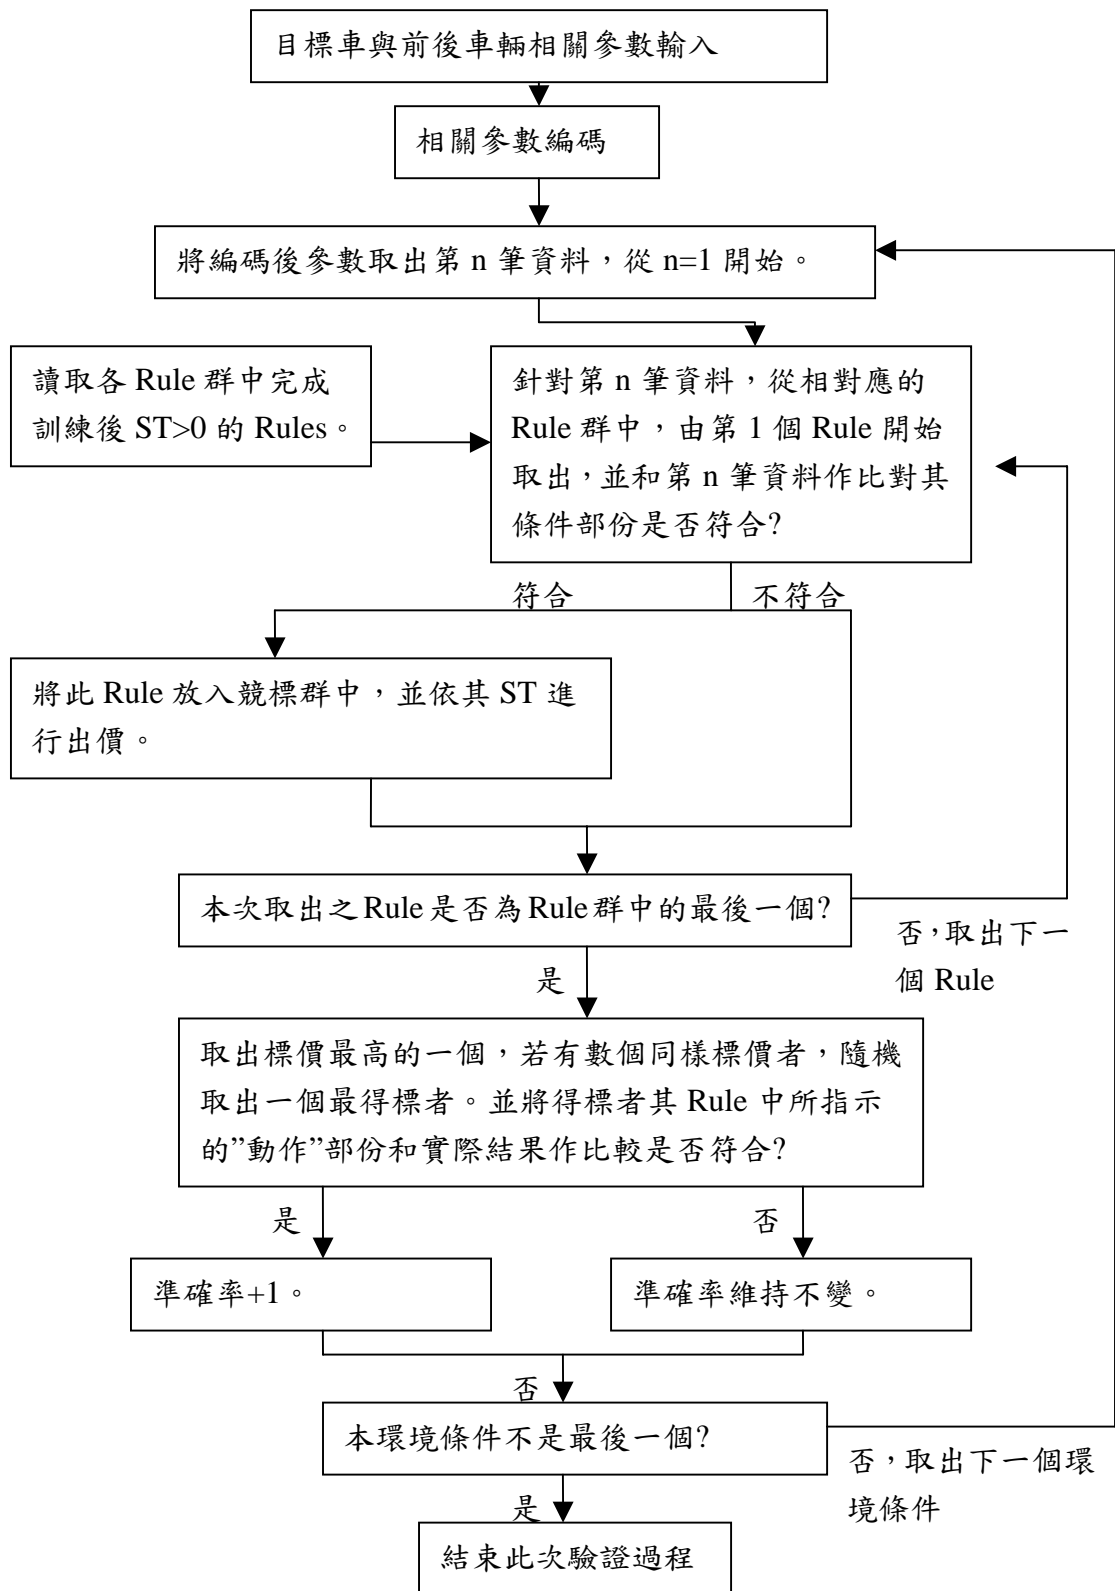 目標車與前後車輛相關參數輸入
相關參數編碼
將編碼後參數取出第 n 筆資料，從 n=1 開始。
讀取各 Rule 群中完成
訓練後 ST>0 的 Rules。
針對第 n 筆資料，從相對應的
Rule 群中，由第 1 個 Rule 開始
取出，並和第 n 筆資料作比對其
條件部份是否符合?
符合
不符合
將此 Rule 放入競標群中，並依其 ST 進
行出價。
本次取出之 Rule 是否為 Rule 群中的最後一個?
否，取出下一
個 Rule
是
取出標價最高的一個，若有數個同樣標價者，隨機
取出一個最得標者。並將得標者其 Rule 中所指示
的”動作”部份和實際結果作比較是否符合?
是
否
準確率+1。
準確率維持不變。
否
本環境條件不是最後一個?
否，取出下一個環
境條件
是
結束此次驗證過程